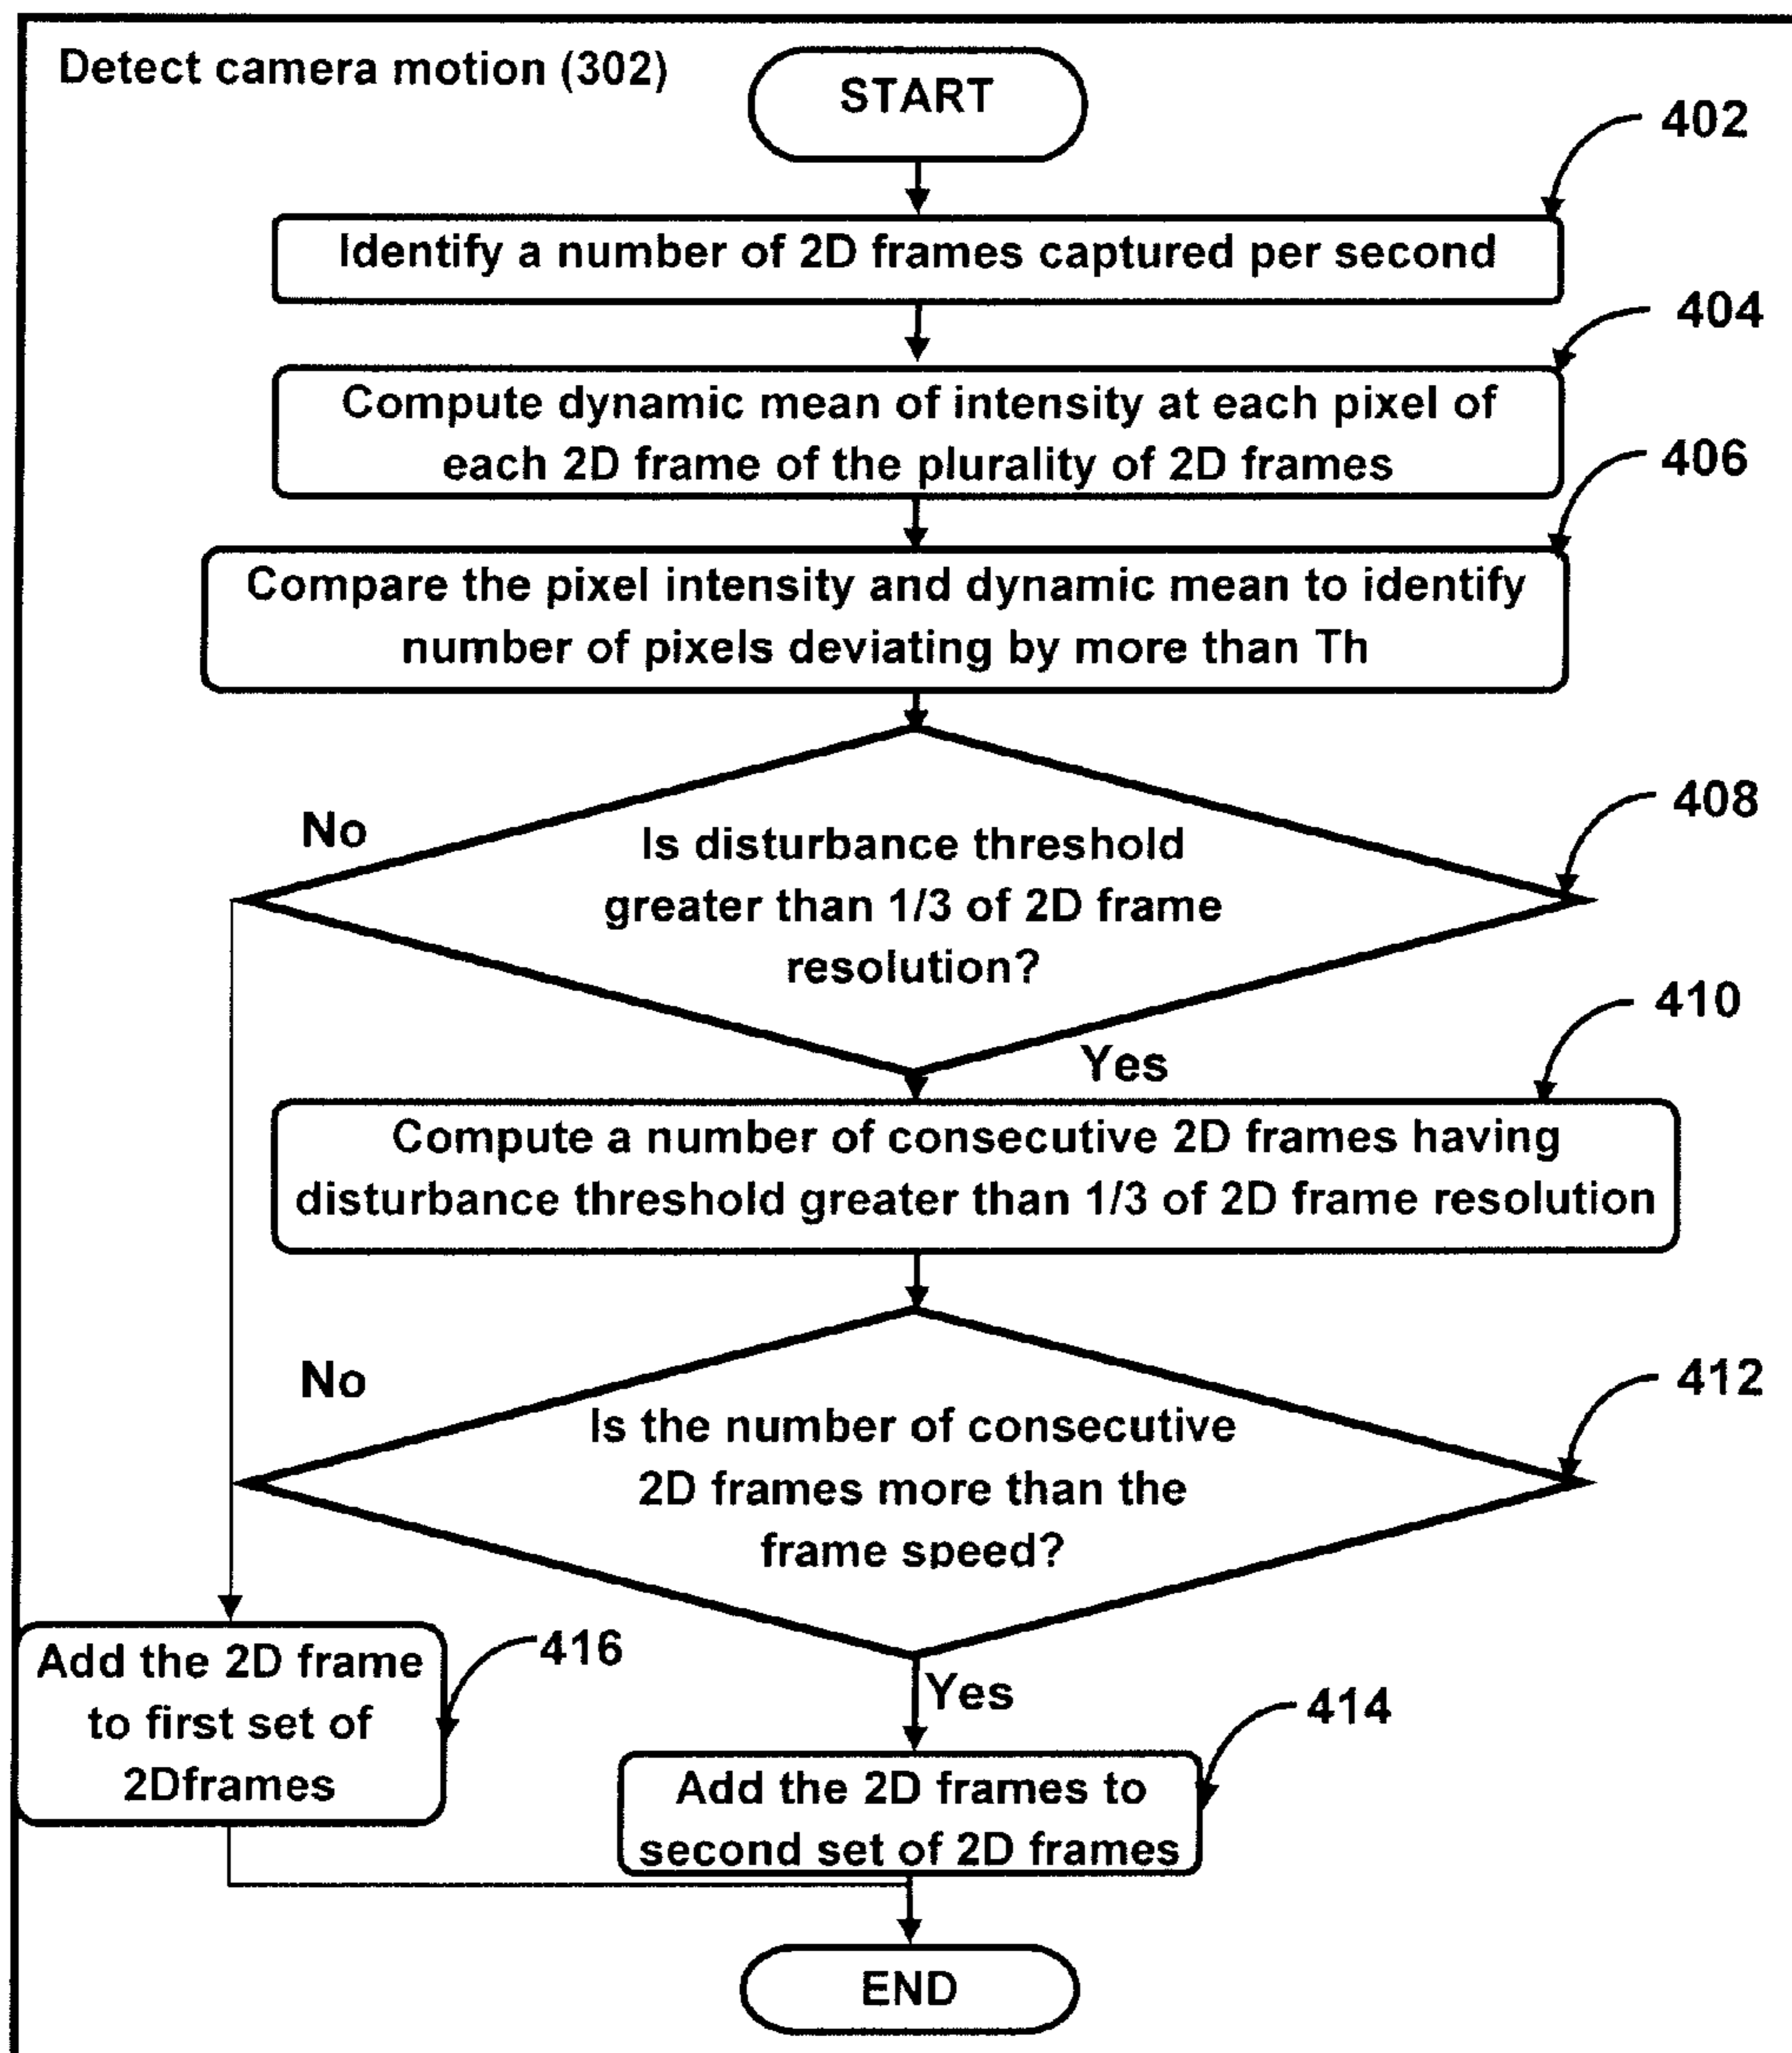 Detect camera motion (302)
START
402
Identify a number of 2D frames captured per second
404
Compute dynamic mean of intensity at each pixel of
each 2D frame of the plurality of 2D frames
406
Compare the pixel intensity and dynamic mean to identify
number of pixels deviating by more than Th
408
No
Is disturbance threshold
greater than 1/3 of 2D frame
resolution?
410
Yes
Compute a number of consecutive 2D frames having
disturbance threshold greater than 1/3 of 2D frame resolution
412
No
Is the number of consecutive
2D frames more than the
frame speed?
416
Add the 2D frame
to first set of
2Dframes
Yes
414
Add the 2D frames to
second set of 2D frames
END